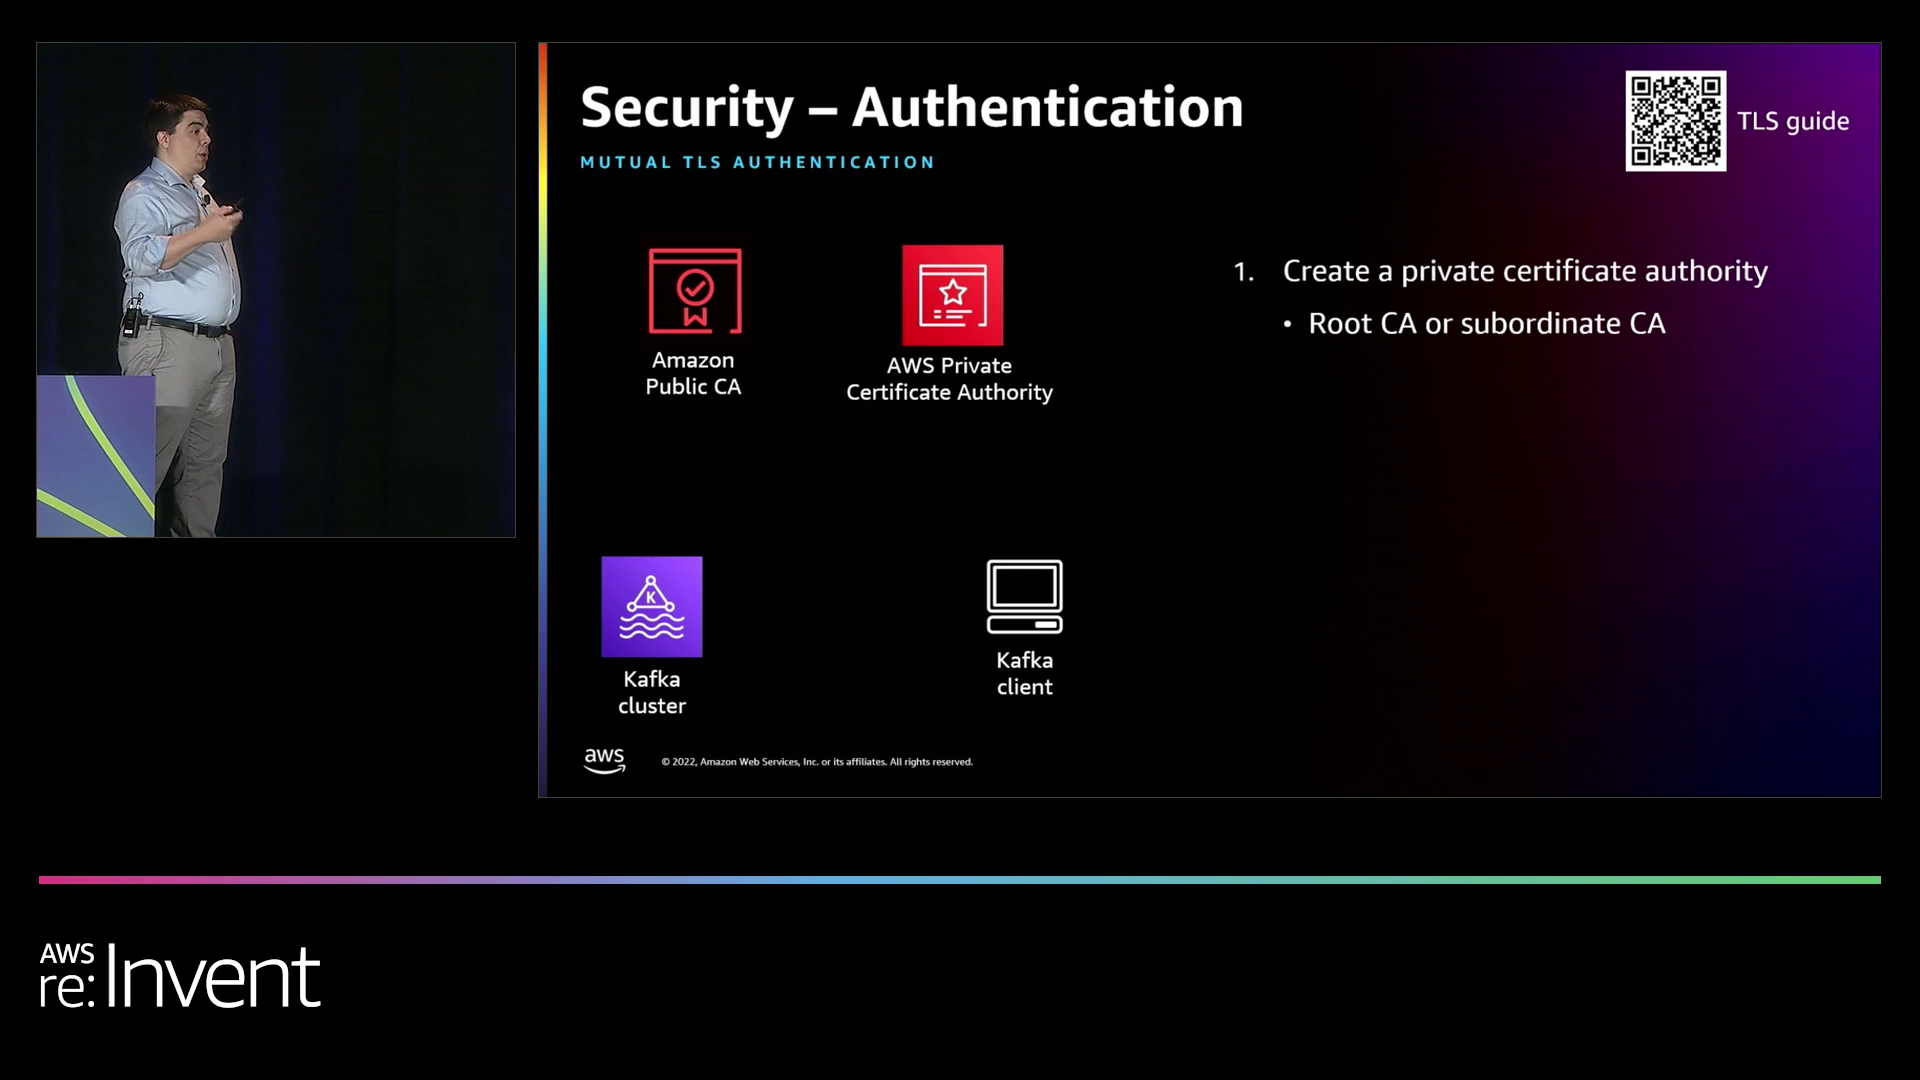 Security – Authentication
MUTUAL TLS AUTHENTICATION
TLS guide
Amazon
Public CA
AWS Private
Certificate Authority
1. Create a private certificate authority
• Root CA or subordinate CA
K
Kafka
cluster
Kafka
client
aws
© 2022, Amazon Web Services, Inc. or its affiliates. All rights reserved.
AWS
re:Invent